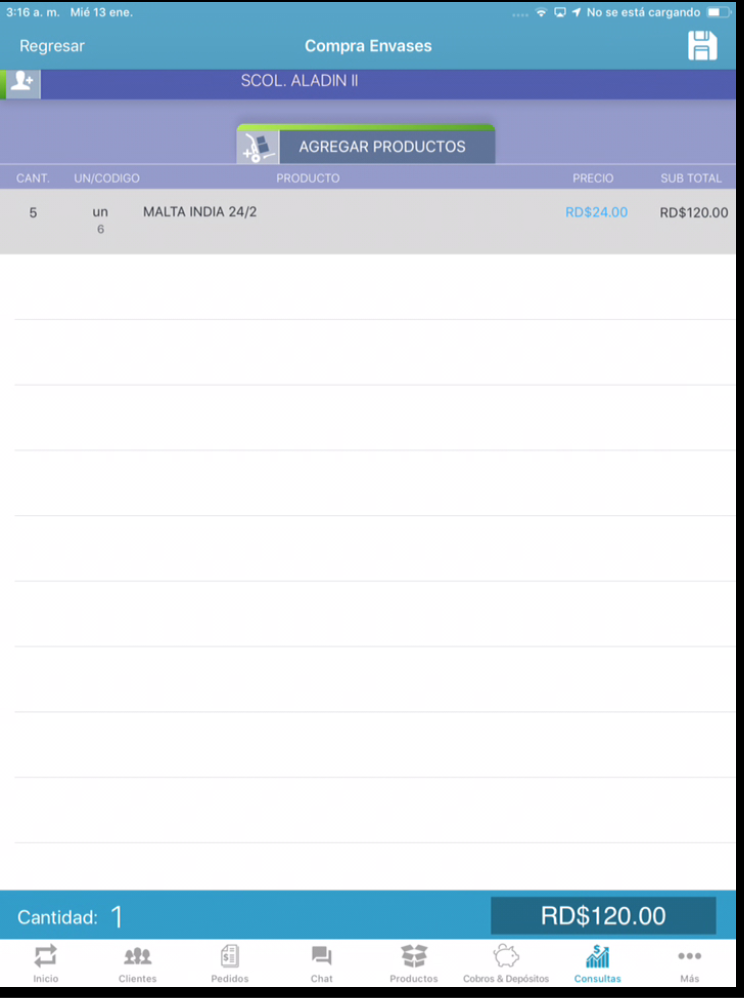 3:16 a. m. Mié 13 ene. No se está cargando
Regresar Compra Envases
SCOL. ALADIN II
AGREGAR PRODUCTOS
CANT. UN/CODIGO PRODUCTO PRECIO SUB TOTAL
5 un MALTA INDIA 24/2 RD$24.00 RD$120.00
6
Cantidad: 1 RD$120.00
Inicio Clientes Pedidos Chat Productos Cobros & Depósitos Consultas Más